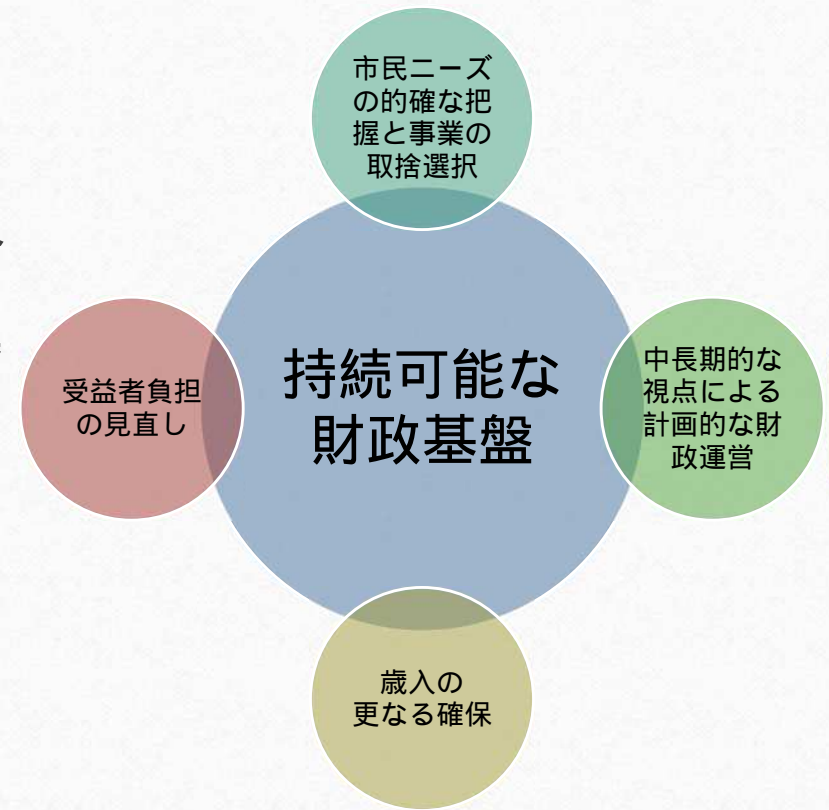 市民ニーズ
の的確な把
握と事業の
取捨選択
受益者負担
の見直し
持続可能な
財政基盤
中長期的な
視点による
計画的な財
政運営
歳入の
更なる確保